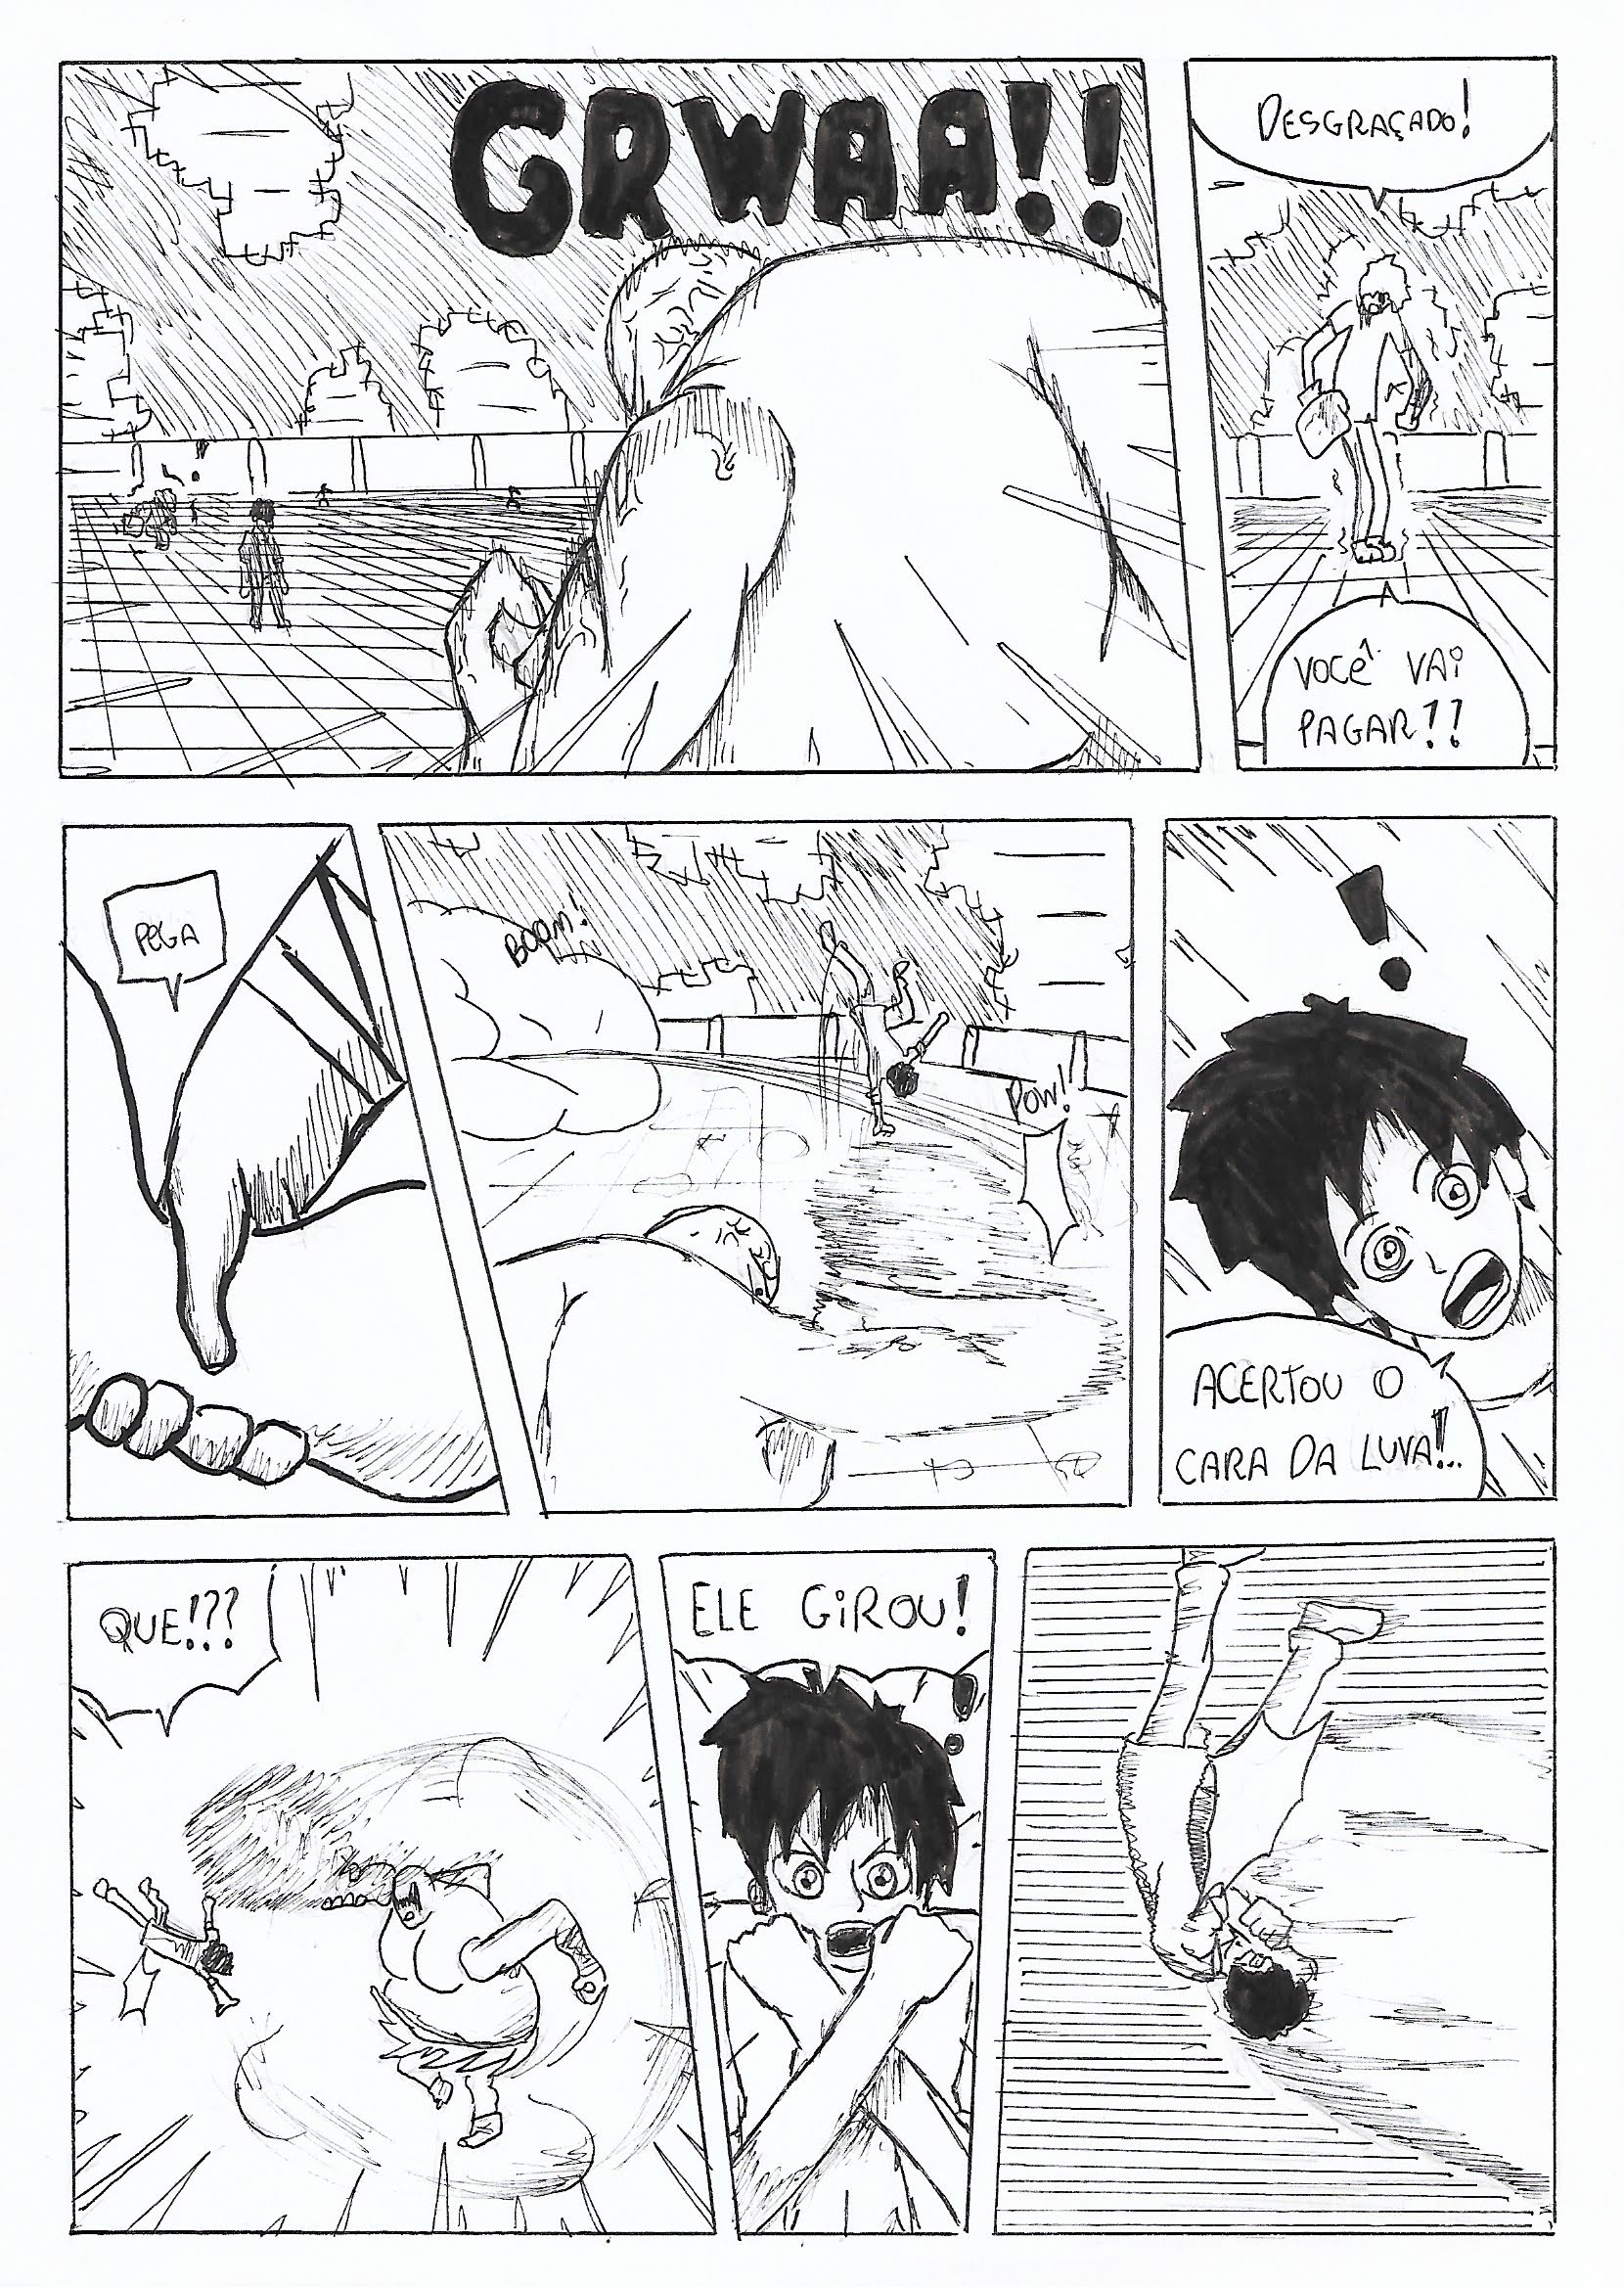 GRWAA!!
DESGRAÇADO!
VOCÊ VAI
PAGAR!!
PEGA
BOOM!
POW!
ACERTOU O
CARA DA LUVA!!...
QUE!??
ELE GIROU!